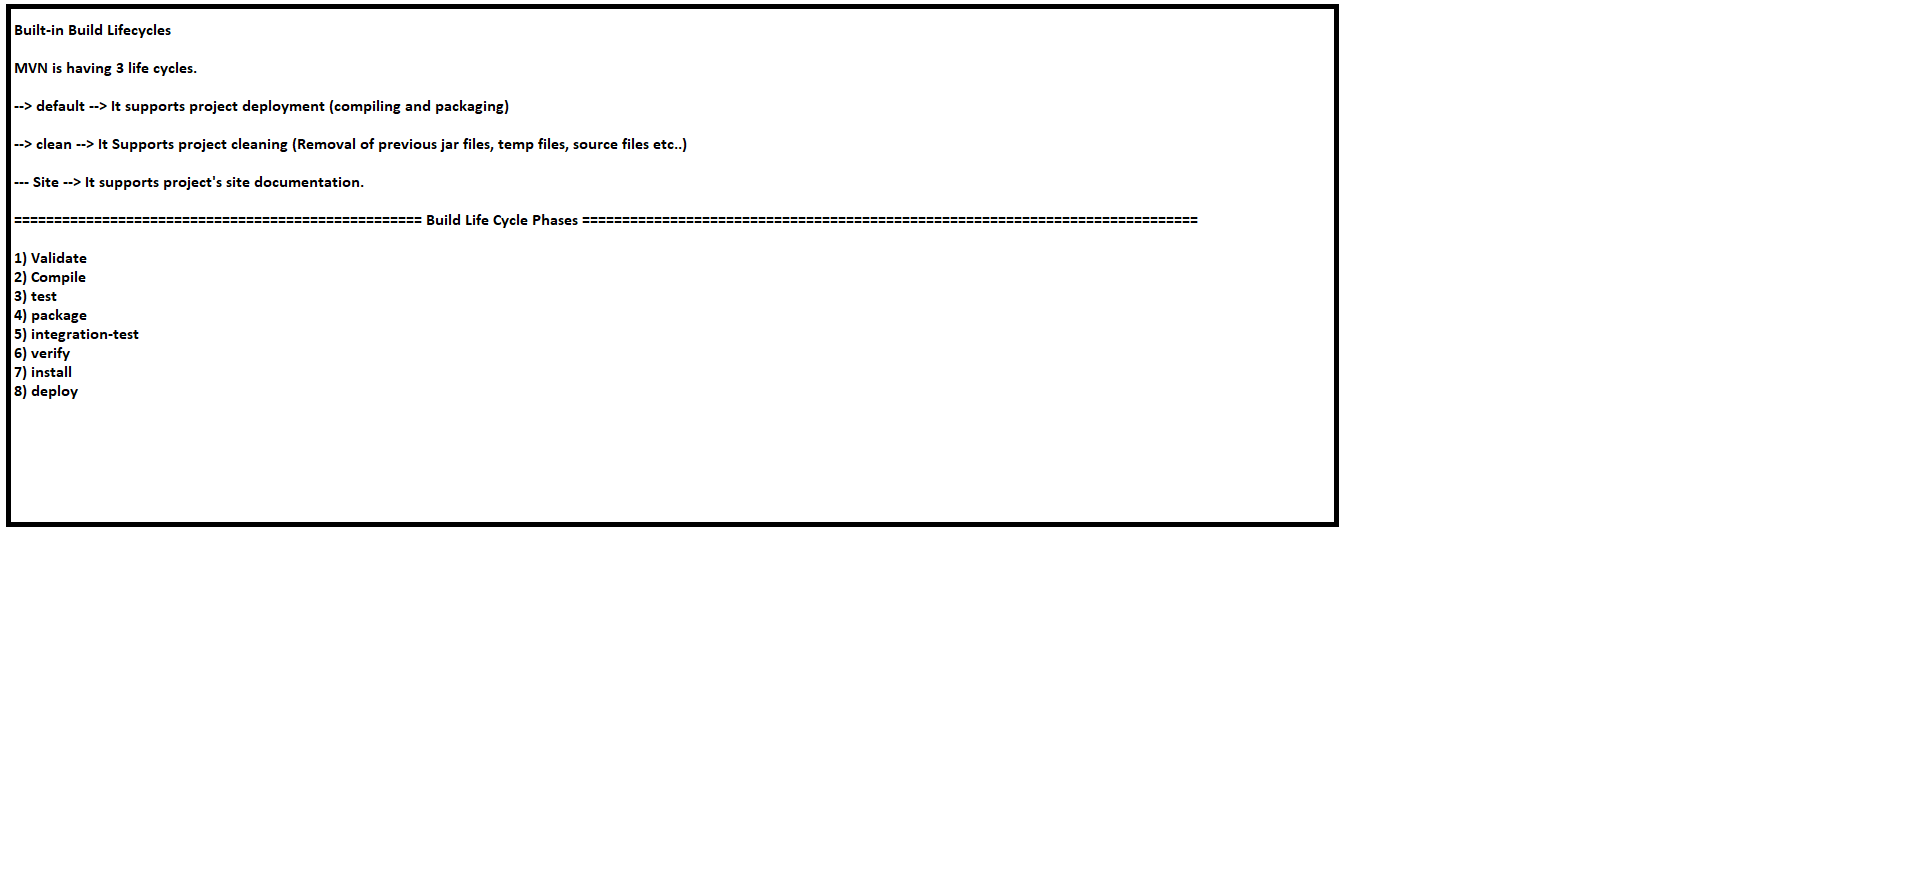 Built-in Build Lifecycles
MVN is having 3 life cycles.
--> default --> It supports project deployment (compiling and packaging)
--> clean --> It Supports project cleaning (Removal of previous jar files, temp files, source files etc..)
--- Site --> It supports project's site documentation.
=================================================== Build Life Cycle Phases =============================================================================
1) Validate
2) Compile
3) test
4) package
5) integration-test
6) verify
7) install
8) deploy